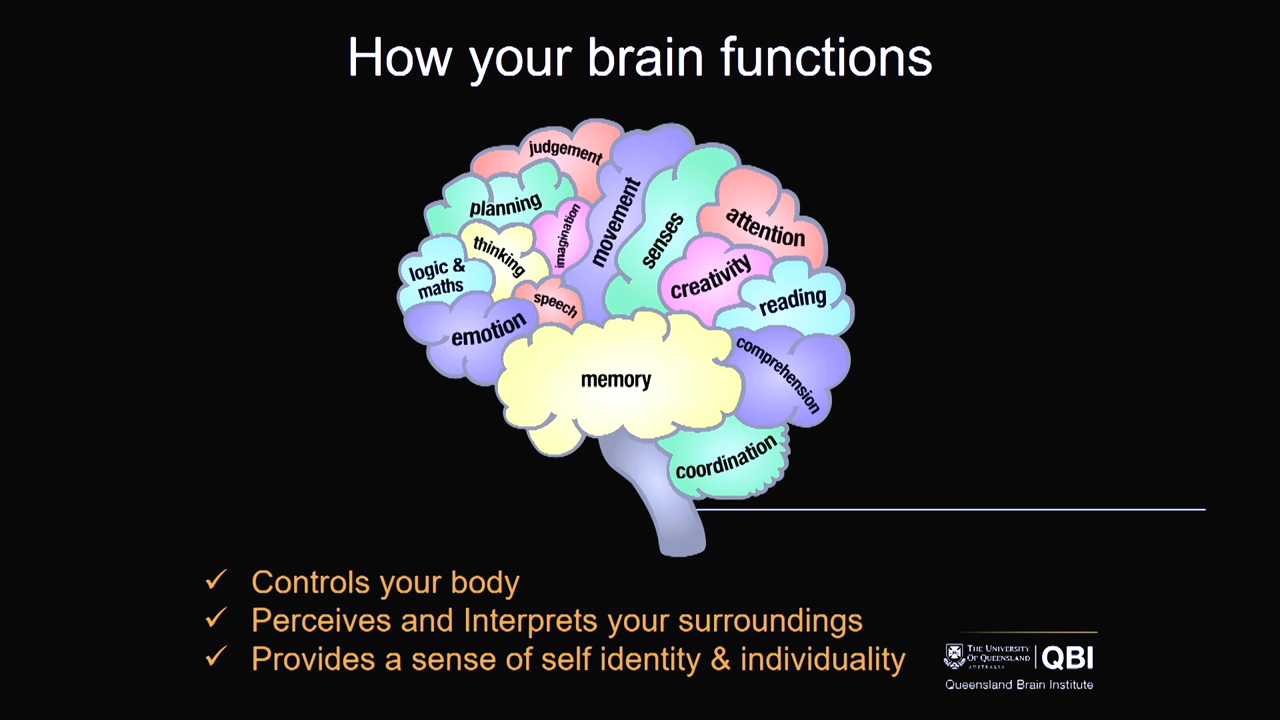 How your brain functions
judgement
planning
imagination
movement
senses
attention
thinking
logic &
maths
speech
creativity
reading
emotion
comprehension
memory
coordination
✓ Controls your body
✓ Perceives and Interprets your surroundings
✓ Provides a sense of self identity & individuality
THE UNIVERSITY
OF QUEENSLAND
AUSTRALIA
QBI
Queensland Brain Institute